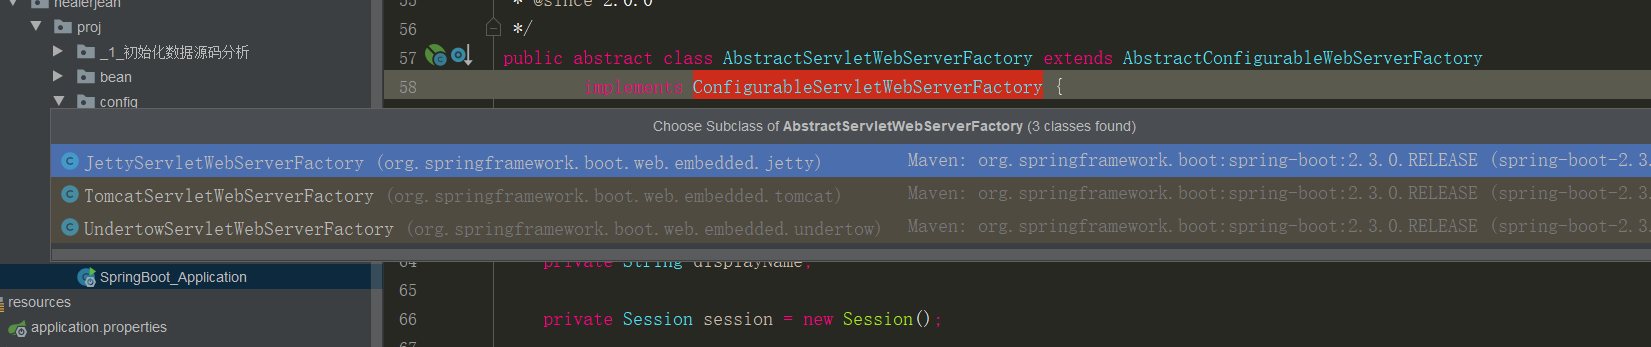 healerjean
proj
_1_初始化数据源码分析
bean
config
55 * @since 2.0.0
56 */
57 public abstract class AbstractServletWebServerFactory extends AbstractConfigurableWebServerFactory
58 implements ConfigurableServletWebServerFactory {
Choose Subclass of AbstractServletWebServerFactory (3 classes found)
JettyServletWebServerFactory (org.springframework.boot.web.embedded.jetty) Maven: org.springframework.boot:spring-boot:2.3.0.RELEASE (spring-boot-2.3.
TomcatServletWebServerFactory (org.springframework.boot.web.embedded.tomcat) Maven: org.springframework.boot:spring-boot:2.3.0.RELEASE (spring-boot-2.3.
UndertowServletWebServerFactory (org.springframework.boot.web.embedded.undertow) Maven: org.springframework.boot:spring-boot:2.3.0.RELEASE (spring-boot-2.3.
SpringBoot_Application
resources
application.properties
64 private String displayName;
65
66 private Session session = new Session();
67